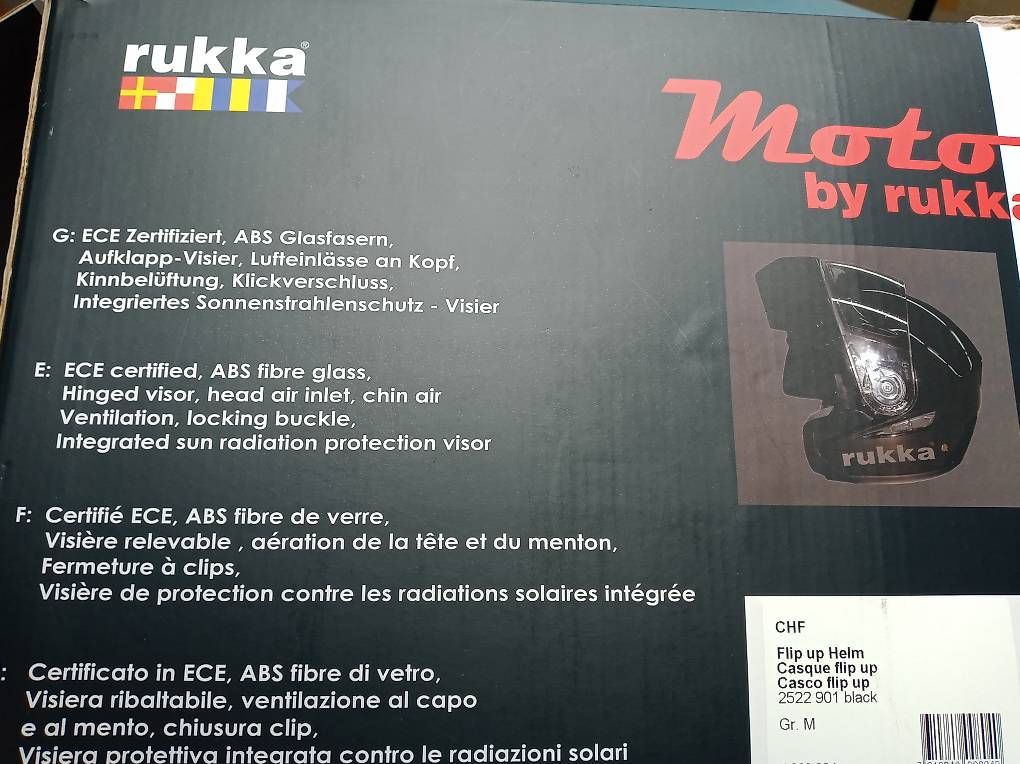 rukka®
Moto
by rukka
G: ECE Zertifiziert, ABS Glasfasern,
Aufklapp-Visier, Lufteinlässe an Kopf,
Kinnbelüftung, Klickverschluss,
Integriertes Sonnenstrahlenschutz - Visier
E: ECE certified, ABS fibre glass,
Hinged visor, head air inlet, chin air
Ventilation, locking buckle,
Integrated sun radiation protection visor
rukka
F: Certifié ECE, ABS fibre de verre,
Visière relevable , aération de la tête et du menton,
Fermeture à clips,
Visière de protection contre les radiations solaires intégrée
: Certificato in ECE, ABS fibre di vetro,
Visiera ribaltabile, ventilazione al capo
e al mento, chiusura clip,
Visiera protettiva integrata contro le radiazioni solari
CHF
Flip up Helm
Casque flip up
Casco flip up
2522 901 black
Gr. M